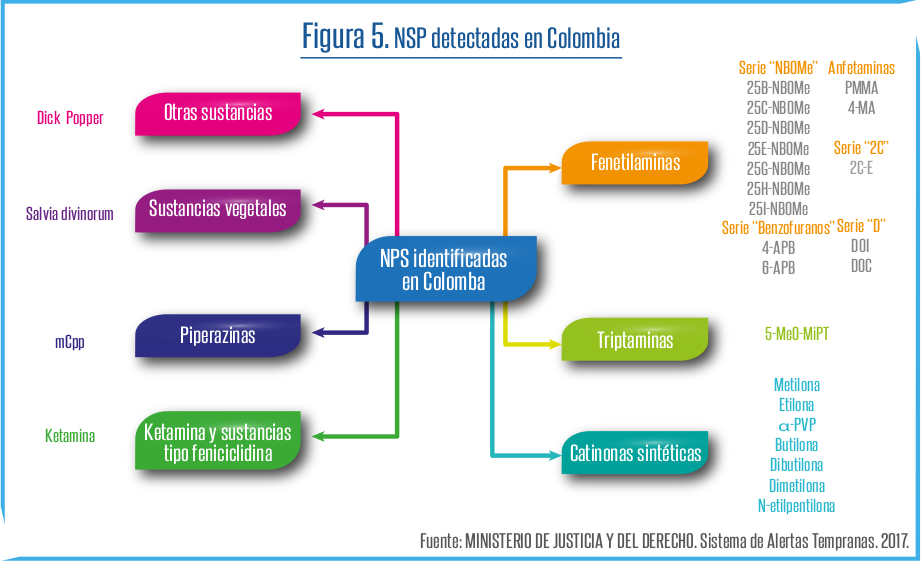 Figura 5. NSP detectadas en Colombia
Dick Popper
Otras sustancias
Salvia divinorum
Sustancias vegetales
NPS identificadas
en Colomba
mCpp
Piperazinas
Ketamina
Ketamina y sustancias
tipo feniciclidina
Fenetilaminas
Serie "NBOMe"
25B-NBOMe
25C-NBOMe
25D-NBOMe
25E-NBOMe
25G-NBOMe
25H-NBOMe
25I-NBOMe
Anfetaminas
PMMA
4-MA
Serie "2C"
2C-E
Serie "Benzofuranos"
4-APB
6-APB
Serie "D"
DOI
DOC
Triptaminas
5-MeO-MiPT
Catinonas sintéticas
Metilona
Etilona
α-PVP
Butilona
Dibutilona
Dimetilona
N-etilpentilona
Fuente: MINISTERIO DE JUSTICIA Y DEL DERECHO. Sistema de Alertas Tempranas. 2017.